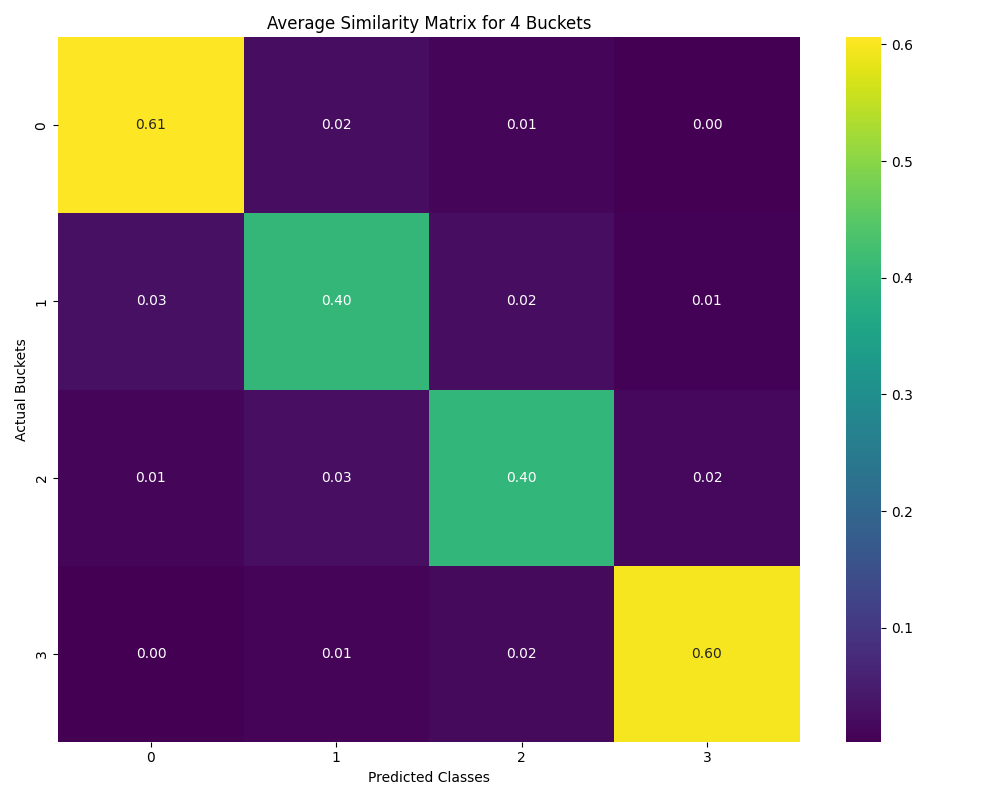 Average Similarity Matrix for 4 Buckets
0.61 0.02 0.01 0.00
0.03 0.40 0.02 0.01
0.01 0.03 0.40 0.02
0.00 0.01 0.02 0.60
0
1
2
3
Actual Buckets
0 1 2 3
Predicted Classes
0.6
0.5
0.4
0.3
0.2
0.1